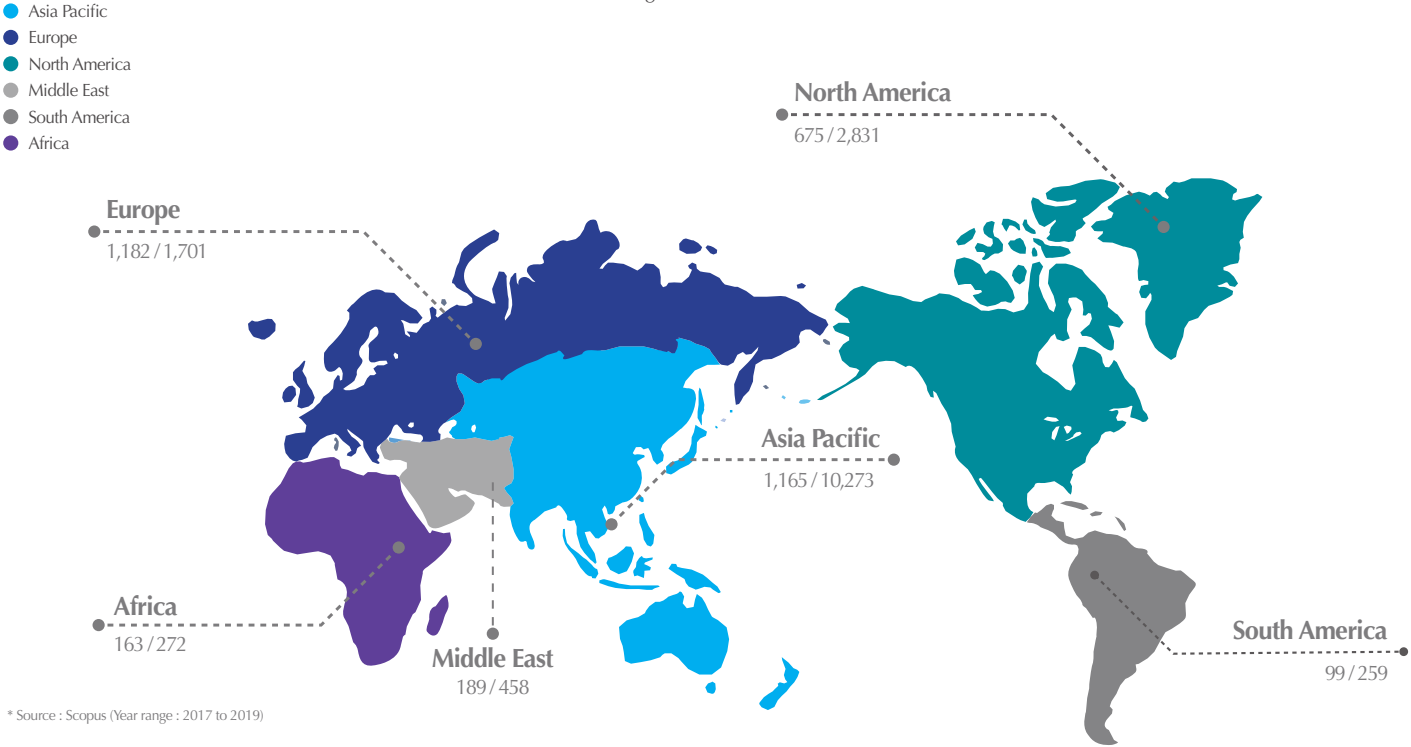 Asia Pacific
Europe
North America
Middle East
South America
Africa
North America
675 / 2,831
Europe
1,182 / 1,701
Asia Pacific
1,165 / 10,273
Africa
163 / 272
South America
99 / 259
Middle East
189 / 458
* Source : Scopus (Year range : 2017 to 2019)